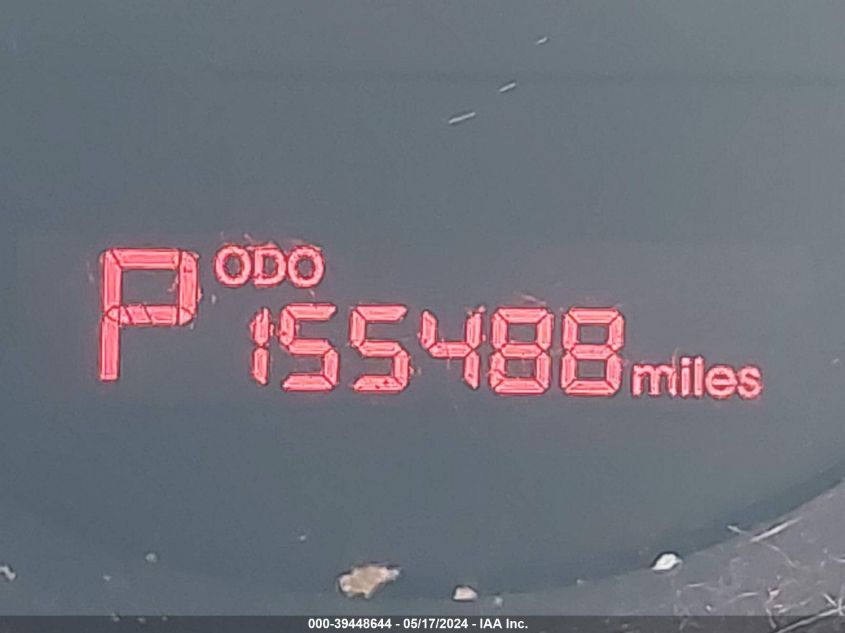 P ODO
155488 miles
000-39448644 - 05/17/2024 - IAA Inc.